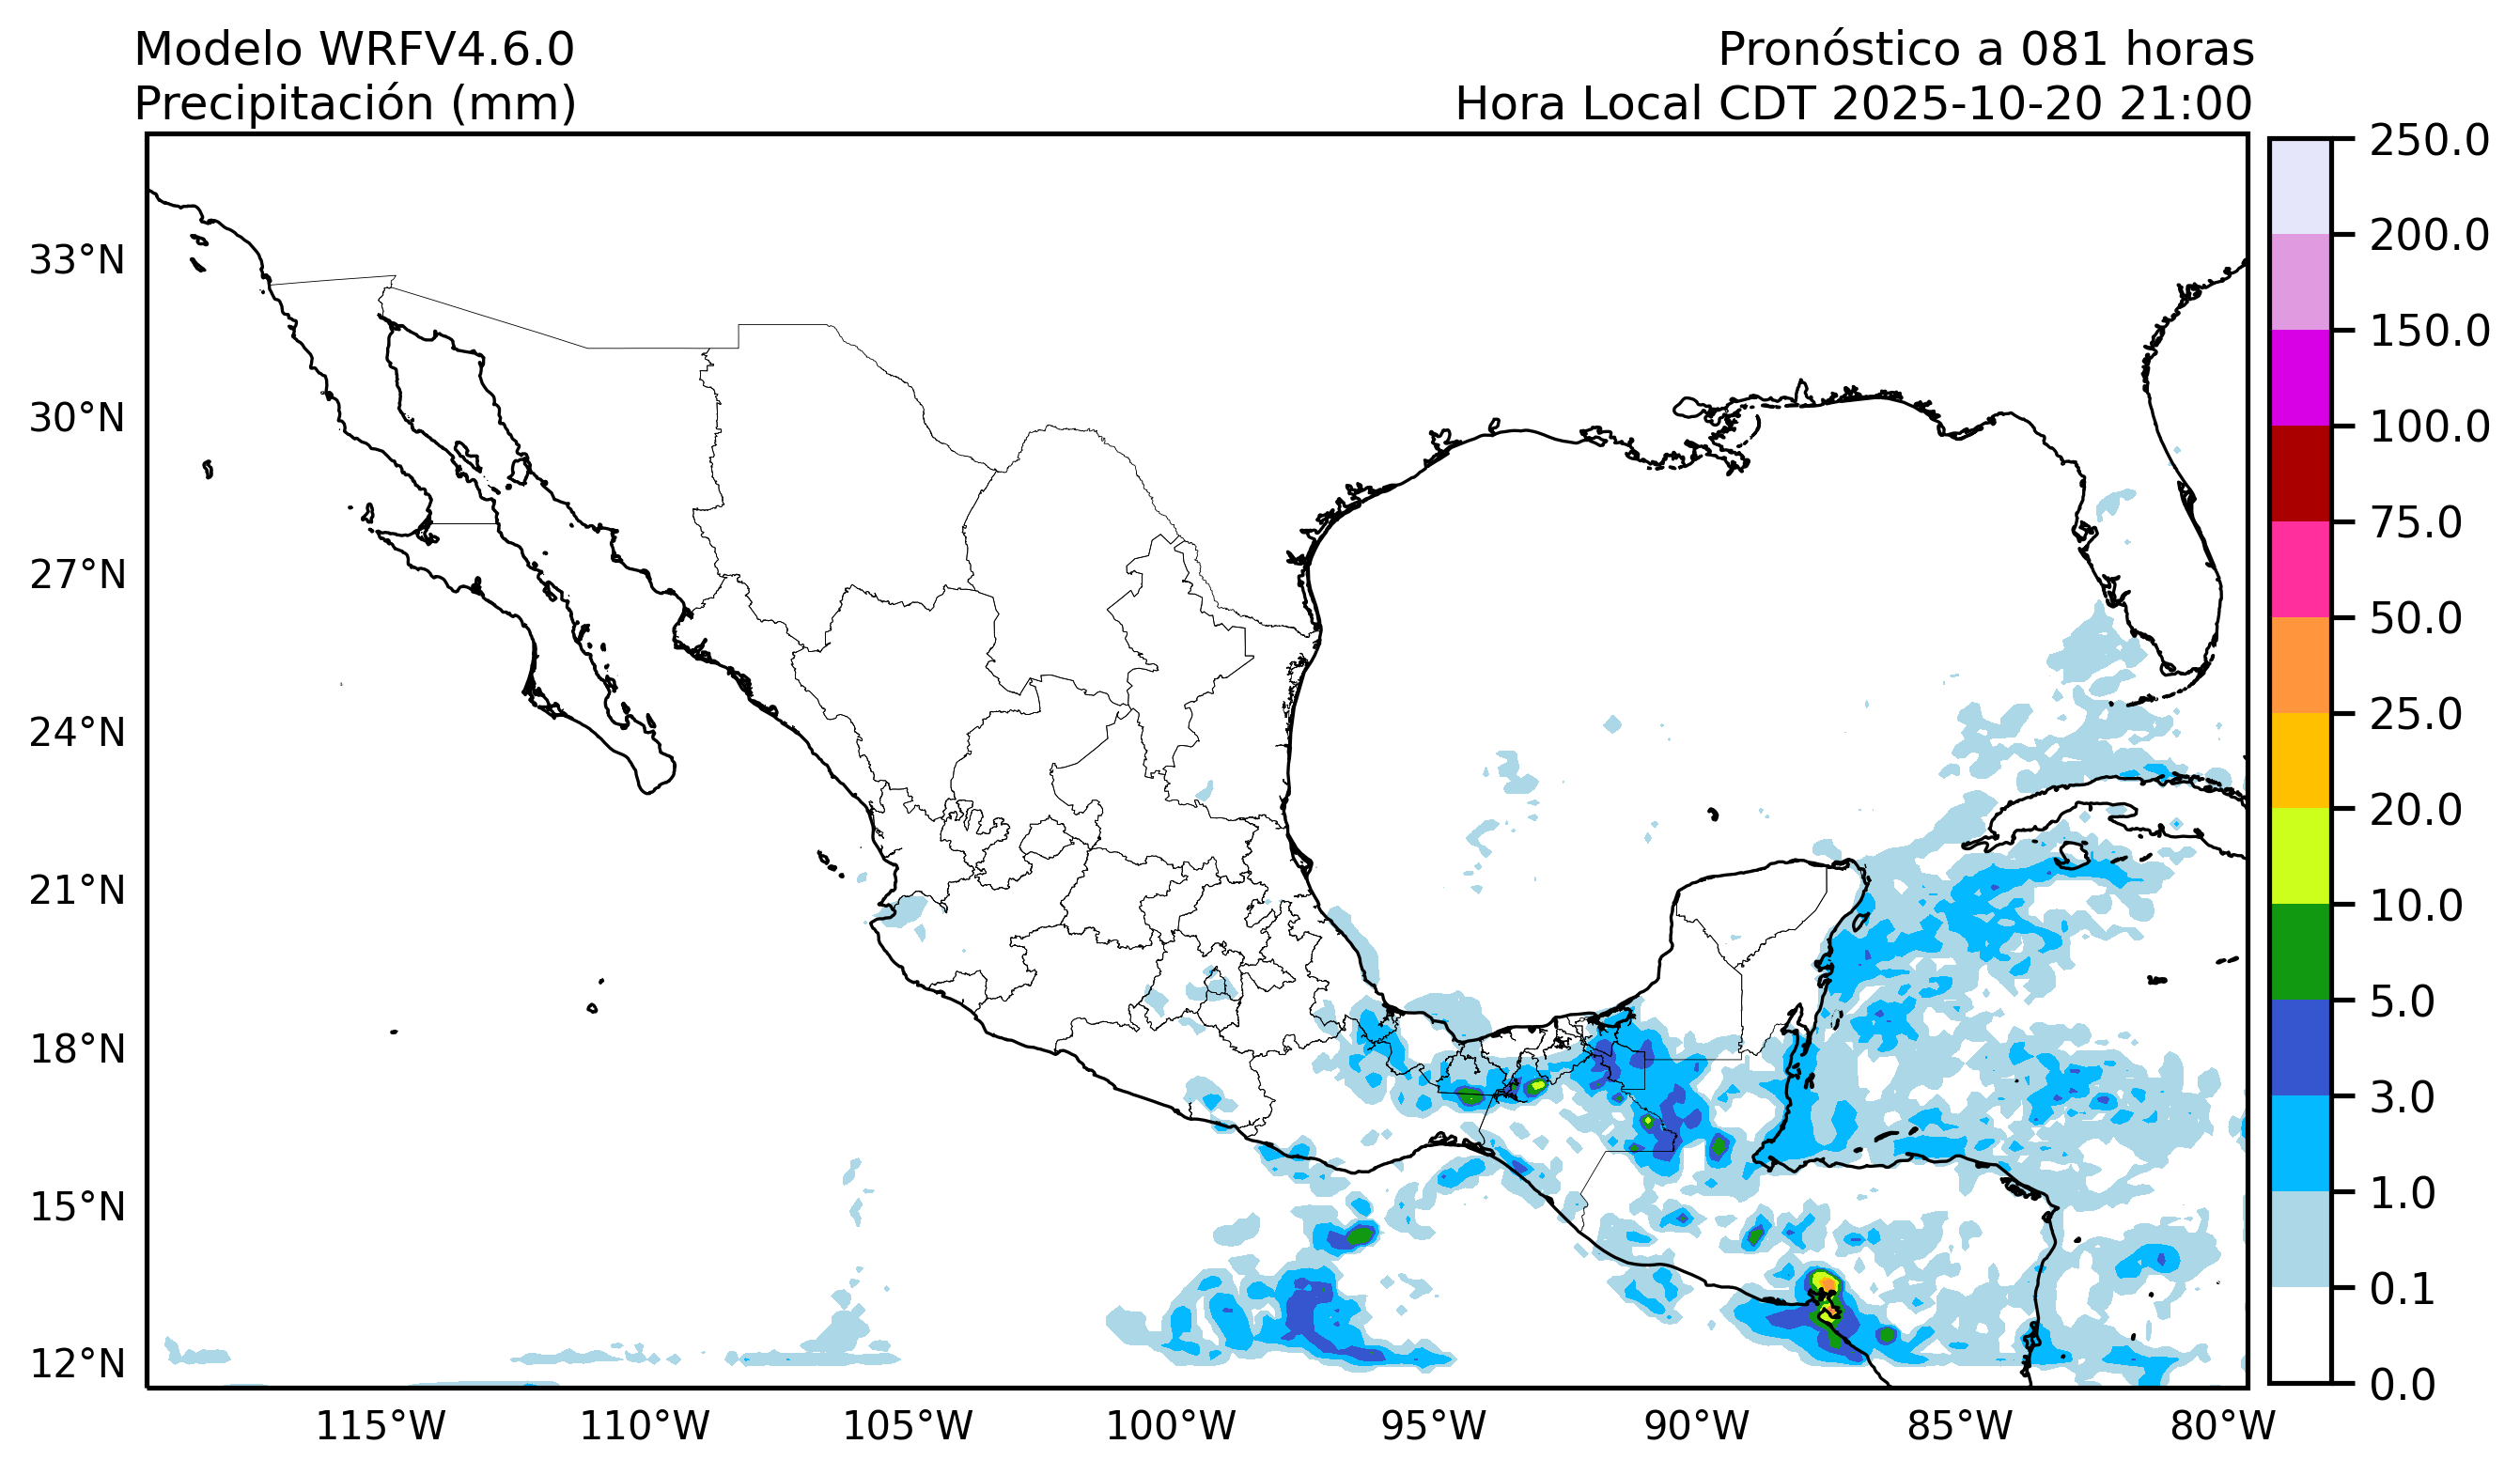 Modelo WRFV4.6.0
Precipitación (mm)
Pronóstico a 081 horas
Hora Local CDT 2025-10-20 21:00
33°N
30°N
27°N
24°N
21°N
18°N
15°N
12°N
115°W
110°W
105°W
100°W
95°W
90°W
85°W
80°W
250.0
200.0
150.0
100.0
75.0
50.0
25.0
20.0
10.0
5.0
3.0
1.0
0.1
0.0